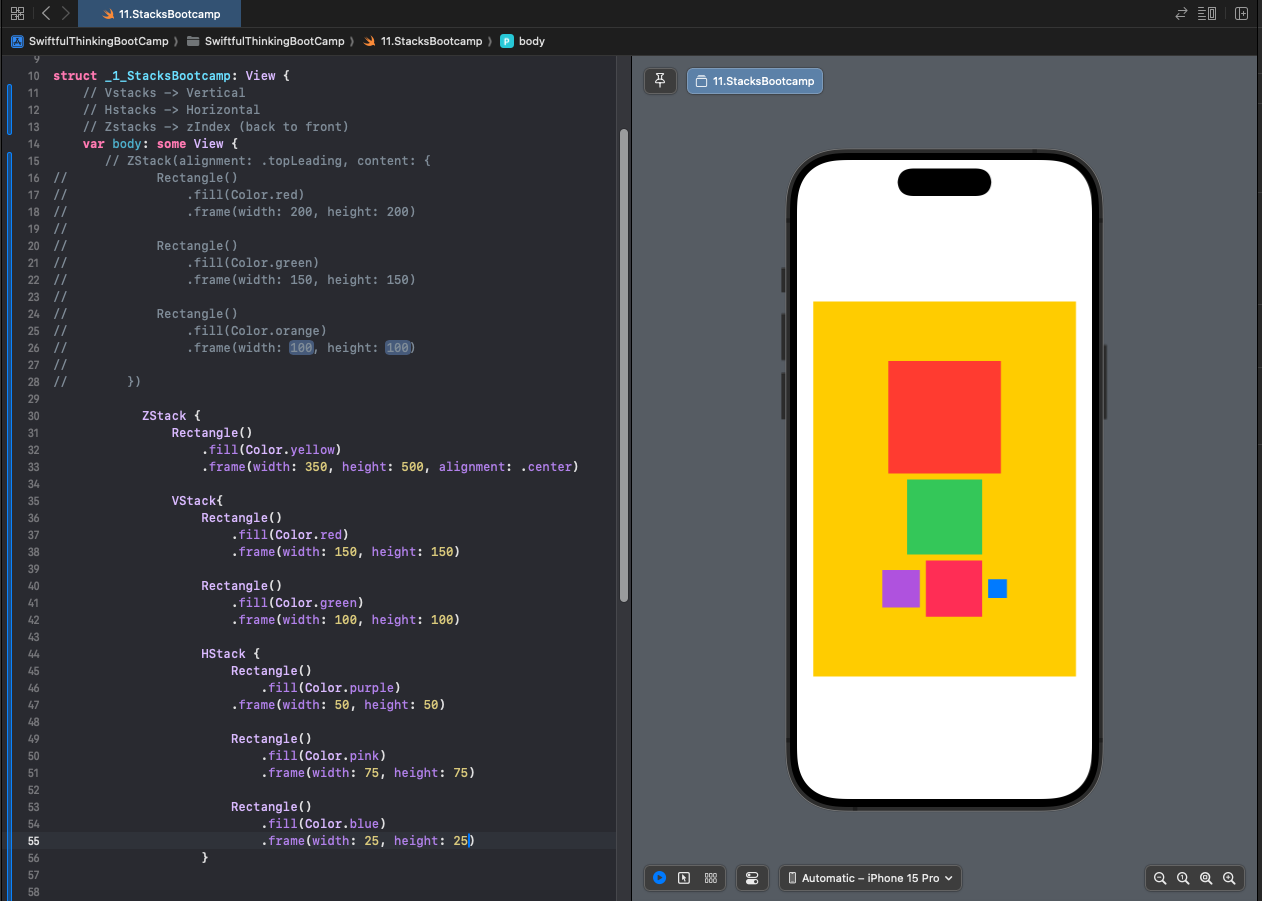 11.StacksBootcamp
SwiftfulThinkingBootCamp 〉 SwiftfulThinkingBootCamp 〉 11.StacksBootcamp 〉 P body
9
10 struct _1_StacksBootcamp: View {
11 // Vstacks -> Vertical
12 // Hstacks -> Horizontal
13 // Zstacks -> zIndex (back to front)
14 var body: some View {
15 // ZStack(alignment: .topLeading, content: {
16 // Rectangle()
17 // .fill(Color.red)
18 // .frame(width: 200, height: 200)
19 //
20 // Rectangle()
21 // .fill(Color.green)
22 // .frame(width: 150, height: 150)
23 //
24 // Rectangle()
25 // .fill(Color.orange)
26 // .frame(width: 100, height: 100)
27 //
28 // })
29
30 ZStack {
31 Rectangle()
32 .fill(Color.yellow)
33 .frame(width: 350, height: 500, alignment: .center)
34
35 VStack{
36 Rectangle()
37 .fill(Color.red)
38 .frame(width: 150, height: 150)
39
40 Rectangle()
41 .fill(Color.green)
42 .frame(width: 100, height: 100)
43
44 HStack {
45 Rectangle()
46 .fill(Color.purple)
47 .frame(width: 50, height: 50)
48
49 Rectangle()
50 .fill(Color.pink)
51 .frame(width: 75, height: 75)
52
53 Rectangle()
54 .fill(Color.blue)
55 .frame(width: 25, height: 25)
56 }
57
58
11.StacksBootcamp
Automatic – iPhone 15 Pro